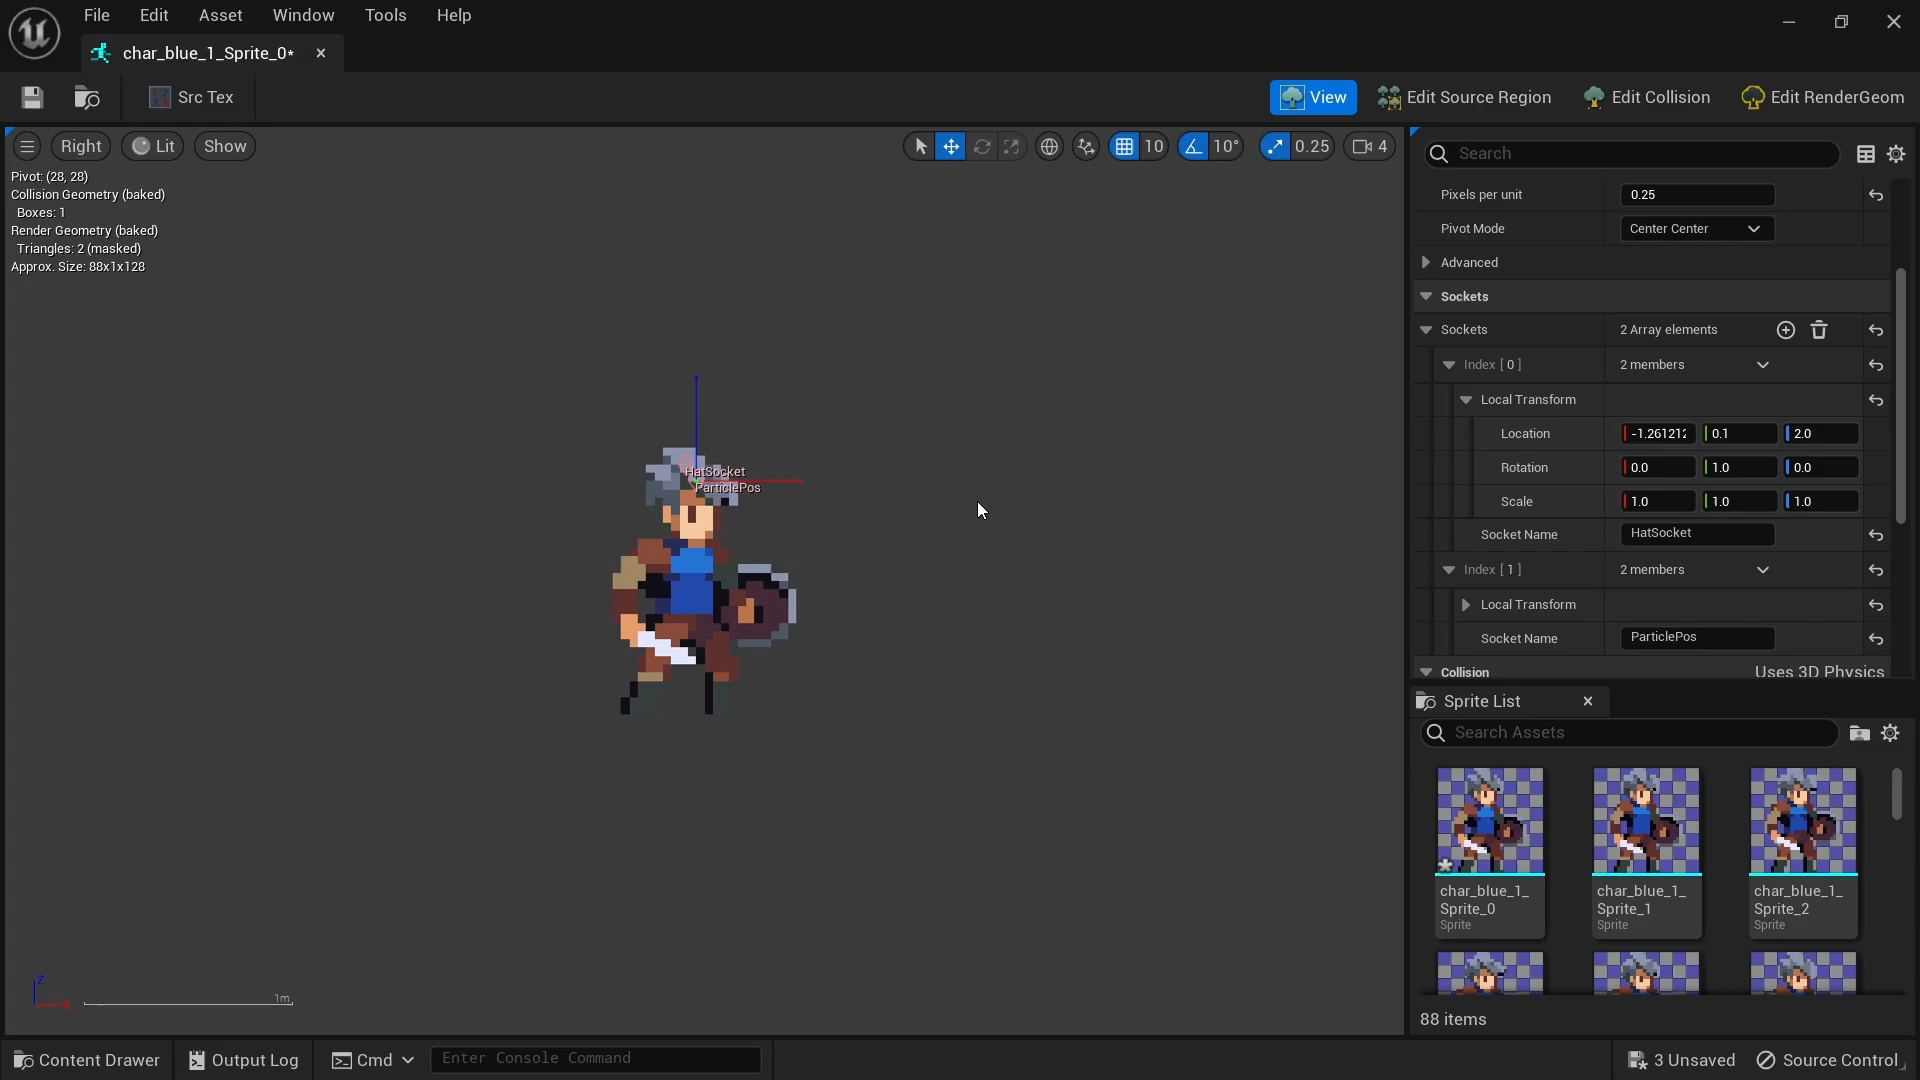 File Edit Asset Window Tools Help
char_blue_1_Sprite_0*
Src Tex
View Edit Source Region Edit Collision Edit RenderGeom
Right Lit Show
10 10° 0.25 4
Pivot: (28, 28)
Collision Geometry (baked)
Boxes: 1
Render Geometry (baked)
Triangles: 2 (masked)
Approx. Size: 88x1x128
HatSocket
ParticlePos
Z
1m
Search
Pixels per unit 0.25
Pivot Mode Center Center
Advanced
Sockets
Sockets 2 Array elements
Index [ 0 ] 2 members
Local Transform
Location -1.261212 0.1 2.0
Rotation 0.0 1.0 0.0
Scale 1.0 1.0 1.0
Socket Name HatSocket
Index [ 1 ] 2 members
Local Transform
Socket Name ParticlePos
Collision Uses 3D Physics
Sprite List
Search Assets
char_blue_1_
Sprite_0
Sprite
char_blue_1_
Sprite_1
Sprite
char_blue_1_
Sprite_2
Sprite
88 items
Content Drawer Output Log Cmd Enter Console Command
3 Unsaved Source Control